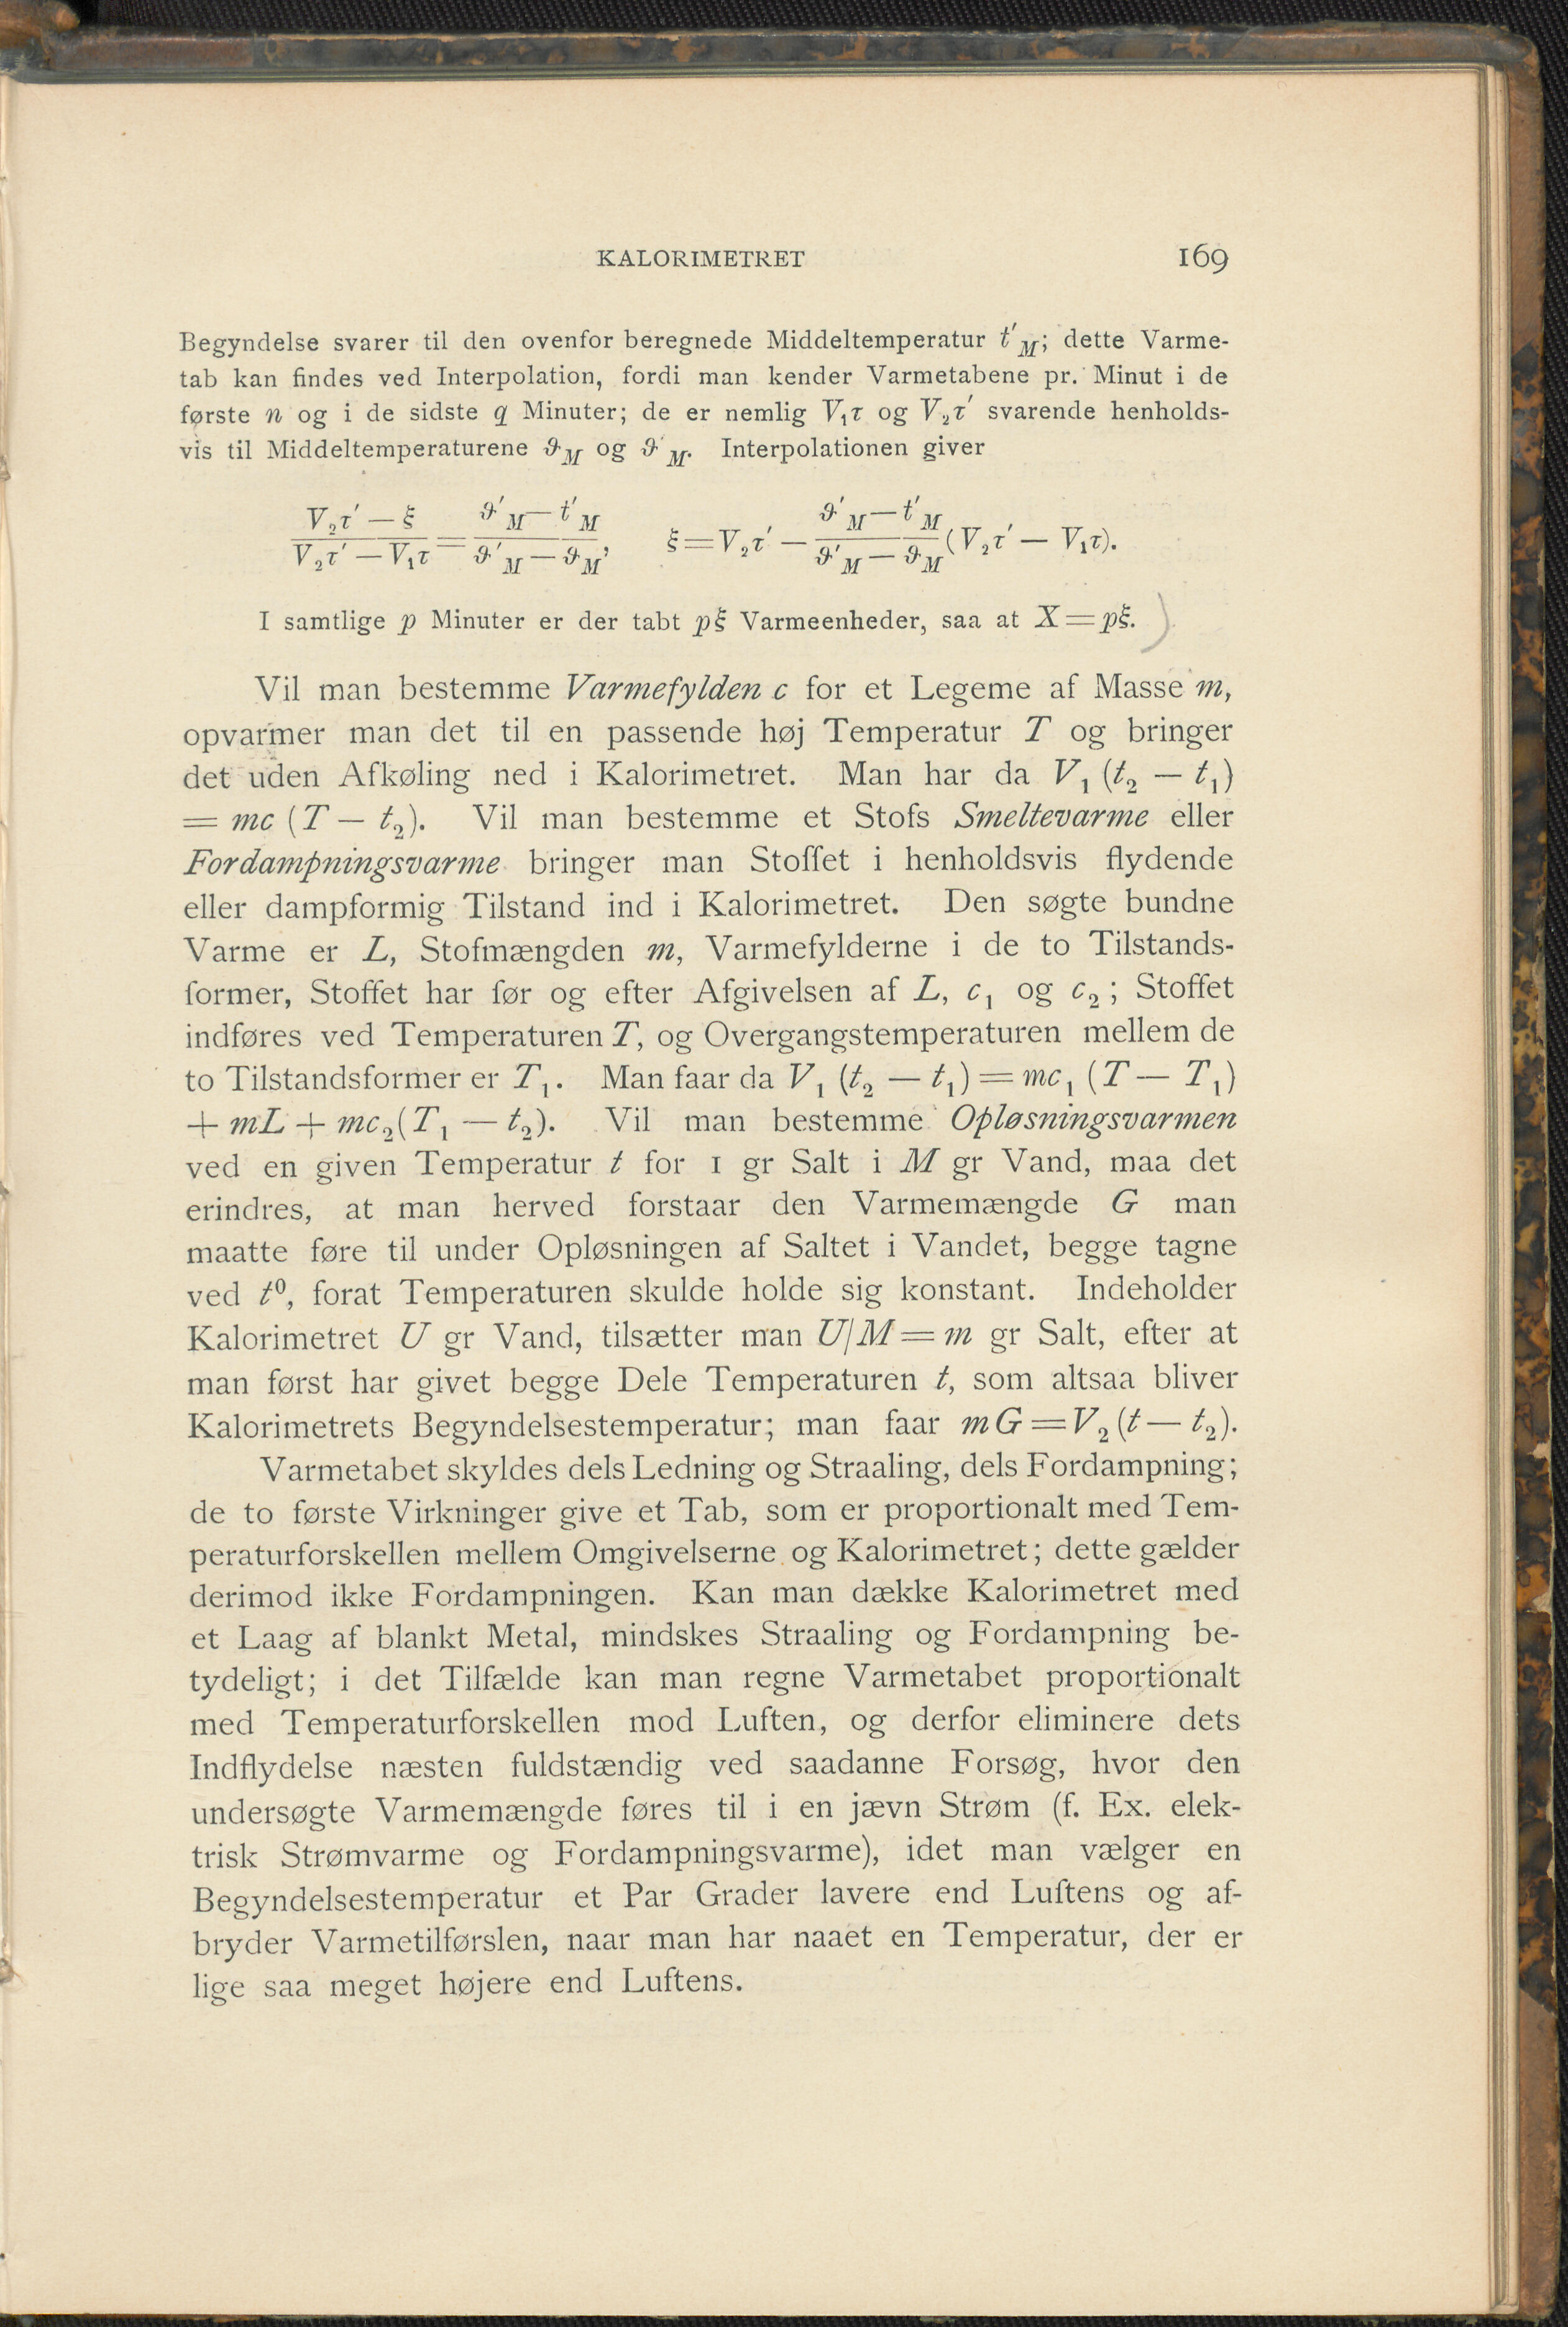 KALORIMETRET 169
Begyndelse svarer til den ovenfor beregnede Middeltemperatur t′_M; dette Varme-
tab kan findes ved Interpolation, fordi man kender Varmetabene pr. Minut i de
første n og i de sidste q Minuter; de er nemlig V₁τ og V₂τ′ svarende henholds-
vis til Middeltemperaturene ϑ_M og ϑ′_M. Interpolationen giver
(V₂τ′ — ξ)/(V₂τ′ — V₁τ) = (ϑ′_M — t′_M)/(ϑ′_M — ϑ_M), ξ = V₂τ′ — (ϑ′_M — t′_M)/(ϑ′_M — ϑ_M) (V₂τ′ — V₁τ).
I samtlige p Minuter er der tabt pξ Varmeenheder, saa at X = pξ.
Vil man bestemme Varmefylden c for et Legeme af Masse m,
opvarmer man det til en passende høj Temperatur T og bringer
det uden Afkøling ned i Kalorimetret. Man har da V₁ (t₂ — t₁)
= mc (T — t₂). Vil man bestemme et Stofs Smeltevarme eller
Fordampningsvarme bringer man Stoffet i henholdsvis flydende
eller dampformig Tilstand ind i Kalorimetret. Den søgte bundne
Varme er L, Stofmængden m, Varmefylderne i de to Tilstands-
former, Stoffet har før og efter Afgivelsen af L, c₁ og c₂; Stoffet
indføres ved Temperaturen T, og Overgangstemperaturen mellem de
to Tilstandsformer er T₁. Man faar da V₁ (t₂ — t₁) = mc₁ (T — T₁)
+ mL + mc₂(T₁ — t₂). Vil man bestemme Opløsningsvarmen
ved en given Temperatur t for 1 gr Salt i M gr Vand, maa det
erindres, at man herved forstaar den Varmemængde G man
maatte føre til under Opløsningen af Saltet i Vandet, begge tagne
ved t⁰, forat Temperaturen skulde holde sig konstant. Indeholder
Kalorimetret U gr Vand, tilsætter man U/M = m gr Salt, efter at
man først har givet begge Dele Temperaturen t, som altsaa bliver
Kalorimetrets Begyndelsestemperatur; man faar mG = V₂(t — t₂).
Varmetabet skyldes dels Ledning og Straaling, dels Fordampning;
de to første Virkninger give et Tab, som er proportionalt med Tem-
peraturforskellen mellem Omgivelserne og Kalorimetret; dette gælder
derimod ikke Fordampningen. Kan man dække Kalorimetret med
et Laag af blankt Metal, mindskes Straaling og Fordampning be-
tydeligt; i det Tilfælde kan man regne Varmetabet proportionalt
med Temperaturforskellen mod Luften, og derfor eliminere dets
Indflydelse næsten fuldstændig ved saadanne Forsøg, hvor den
undersøgte Varmemængde føres til i en jævn Strøm (f. Ex. elek-
trisk Strømvarme og Fordampningsvarme), idet man vælger en
Begyndelsestemperatur et Par Grader lavere end Luftens og af-
bryder Varmetilførslen, naar man har naaet en Temperatur, der er
lige saa meget højere end Luftens.